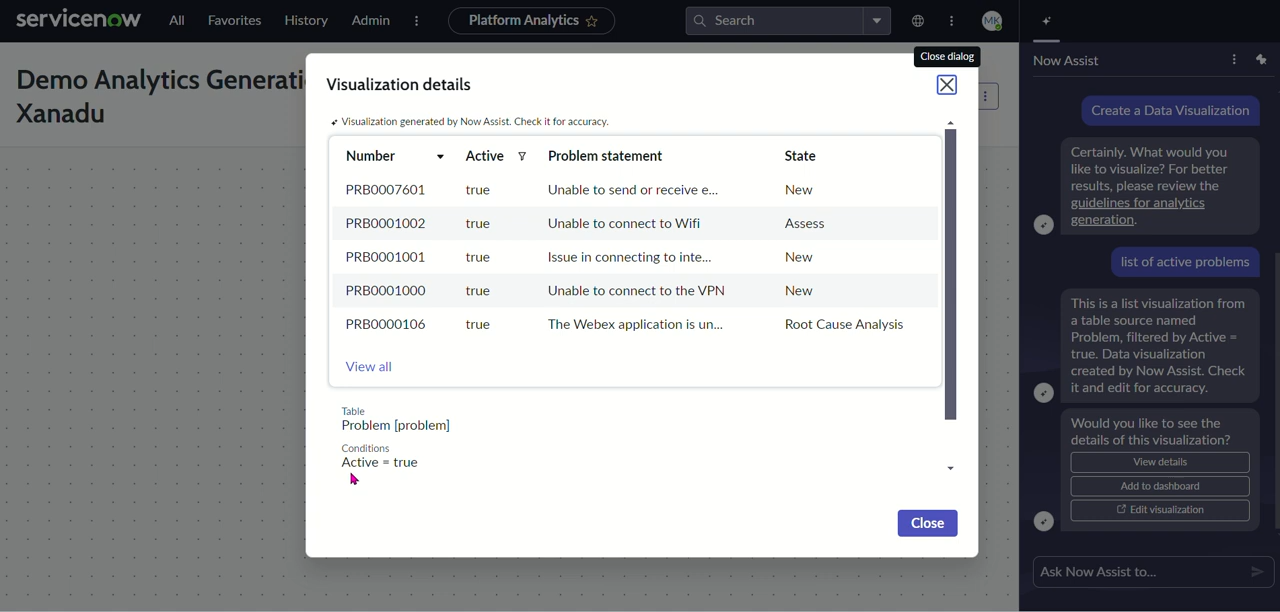 servicenow All Favorites History Admin Platform Analytics Search MK
Demo Analytics Generati
Xanadu
Close dialog
Visualization details
Visualization generated by Now Assist. Check it for accuracy.
Number Active Problem statement State
PRB0007601 true Unable to send or receive e... New
PRB0001002 true Unable to connect to Wifi Assess
PRB0001001 true Issue in connecting to inte... New
PRB0001000 true Unable to connect to the VPN New
PRB0000106 true The Webex application is un... Root Cause Analysis
View all
Table
Problem [problem]
Conditions
Active = true
Close
Now Assist
Create a Data Visualization
Certainly. What would you
like to visualize? For better
results, please review the
guidelines for analytics
generation.
list of active problems
This is a list visualization from
a table source named
Problem, filtered by Active =
true. Data visualization
created by Now Assist. Check
it and edit for accuracy.
Would you like to see the
details of this visualization?
View details
Add to dashboard
Edit visualization
Ask Now Assist to...